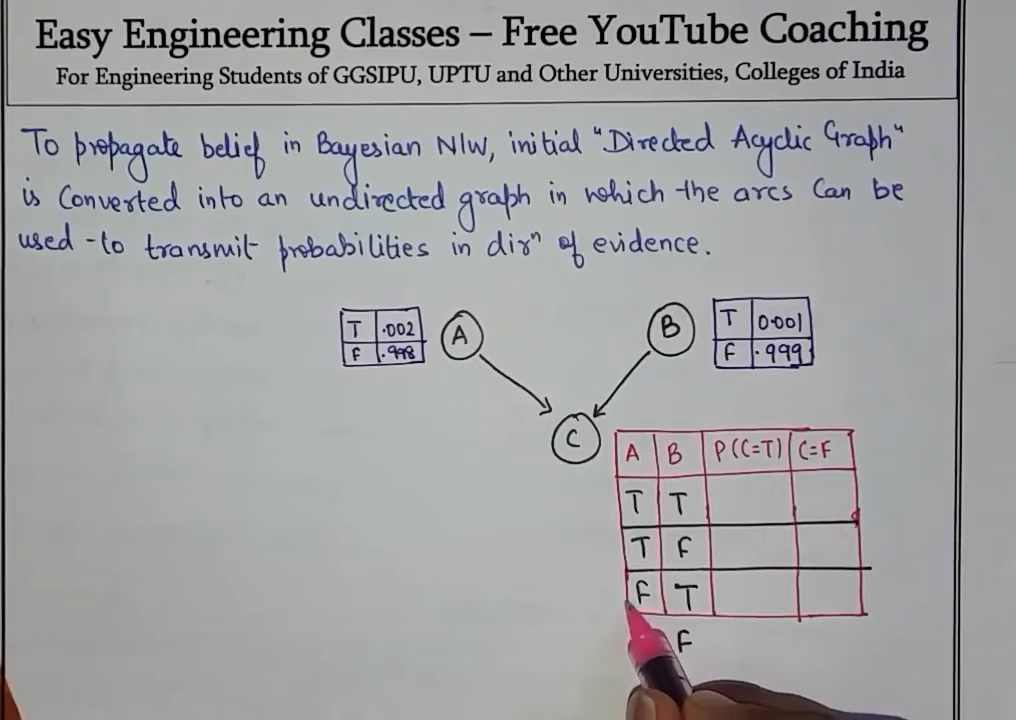 Easy Engineering Classes – Free YouTube Coaching
For Engineering Students of GGSIPU, UPTU and Other Universities, Colleges of India
To propagate belief in Bayesian N/w, initial "Directed Acyclic Graph"
is Converted into an undirected graph in which the arcs Can be
used to transmit probabilities in dirn of evidence.
T .002
F .998
A
B
T 0.001
F .999
C
A B P(C=T) C=F
T T
T F
F T
F